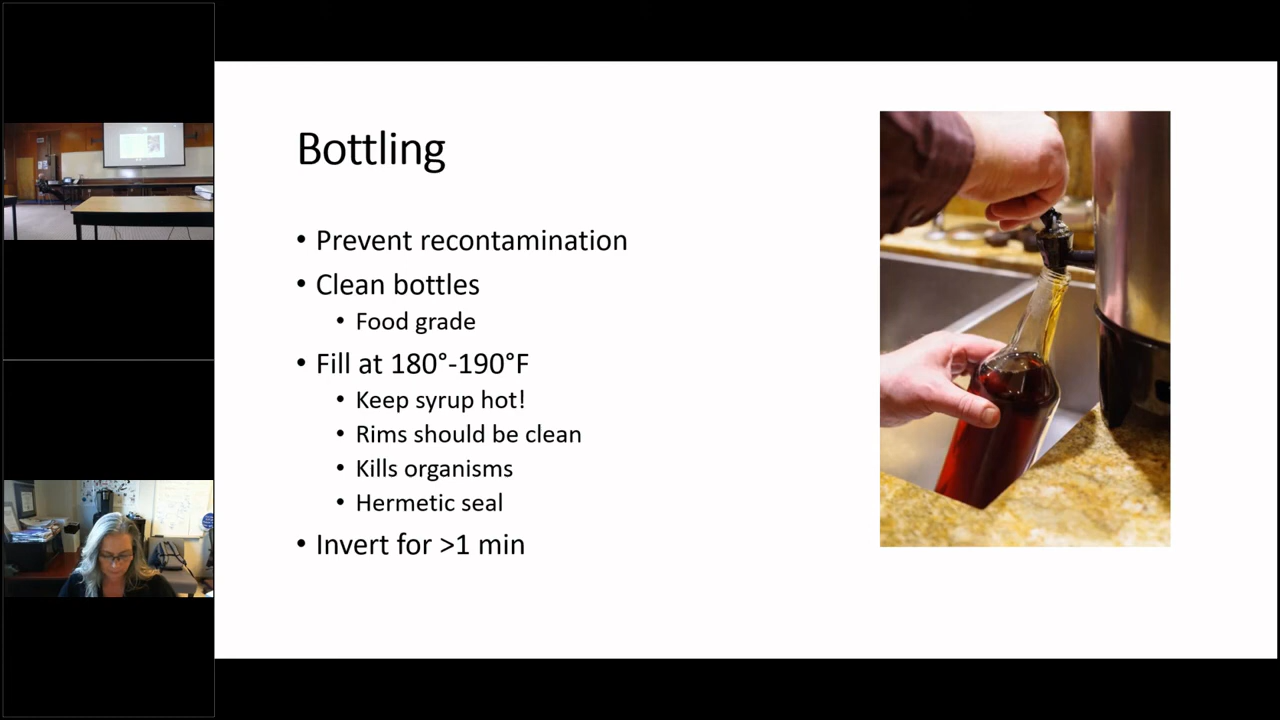 Bottling
• Prevent recontamination
• Clean bottles
• Food grade
• Fill at 180°-190°F
• Keep syrup hot!
• Rims should be clean
• Kills organisms
• Hermetic seal
• Invert for >1 min